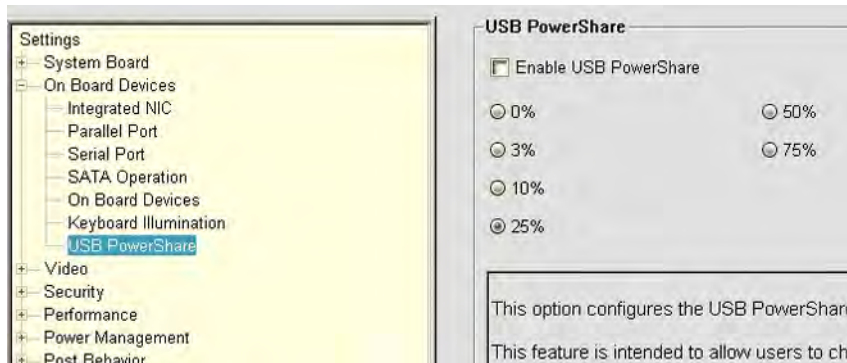 Settings
System Board
On Board Devices
Integrated NIC
Parallel Port
Serial Port
SATA Operation
On Board Devices
Keyboard Illumination
USB PowerShare
Video
Security
Performance
Power Management
Post Behavior
USB PowerShare
Enable USB PowerShare
0%
50%
3%
75%
10%
25%
This option configures the USB PowerShare
This feature is intended to allow users to ch